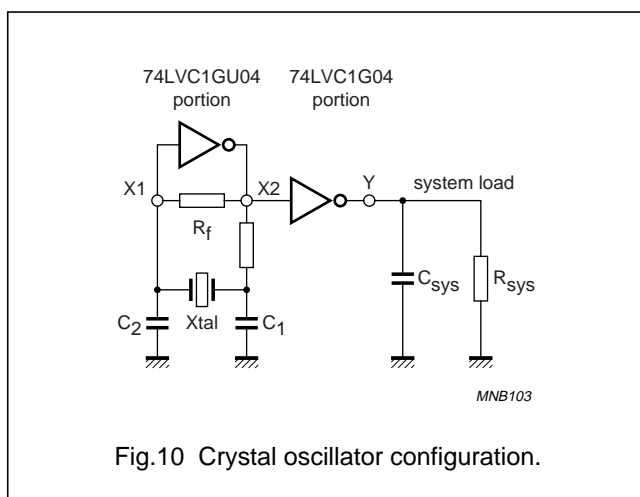 74LVC1GU04 74LVC1G04
portion portion
X1 X2 Y system load
Rf
Csys Rsys
C2 Xtal C1
MNB103
Fig.10 Crystal oscillator configuration.